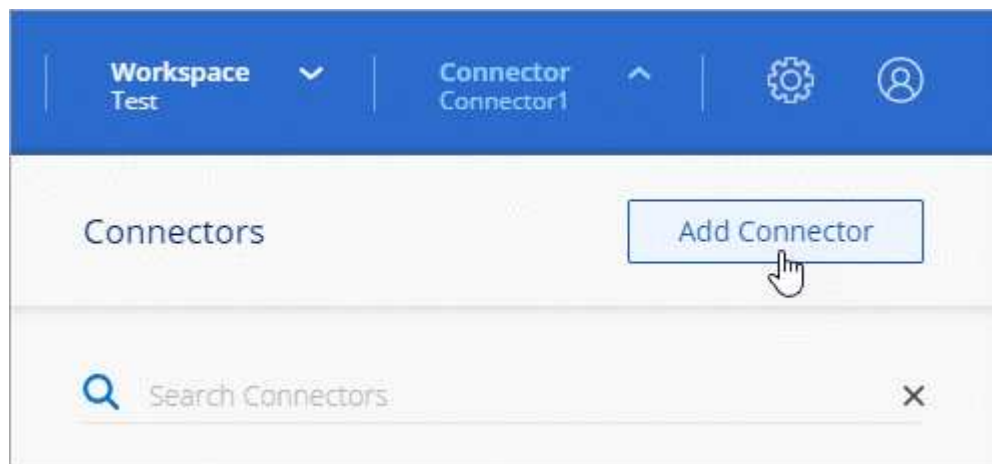 Workspace
Test
Connector
Connector1
Connectors
Add Connector
Search Connectors